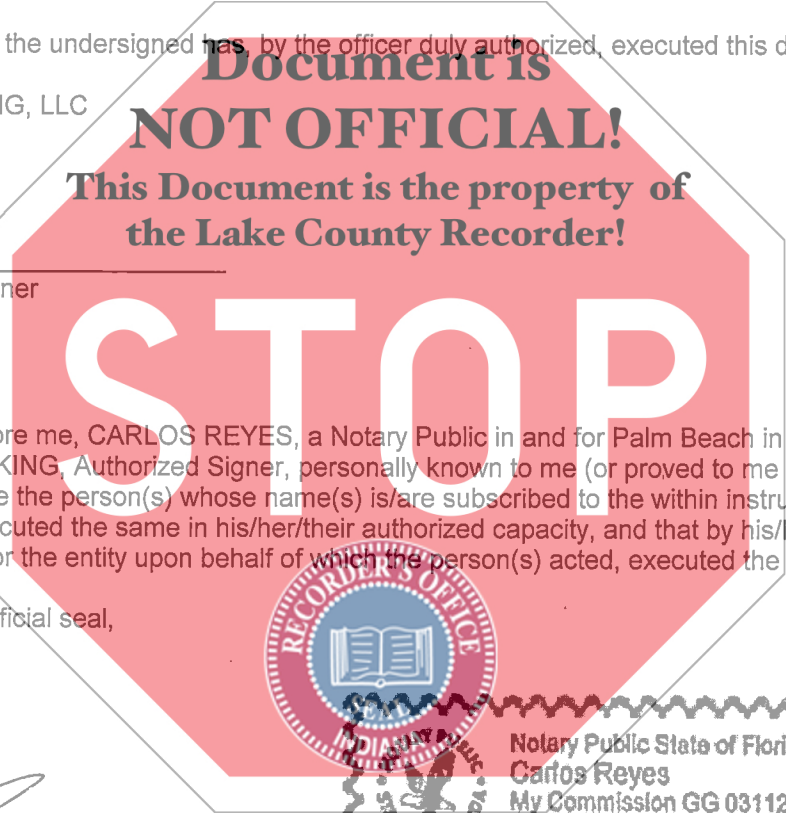 the undersigned has, by the officer duly authorized, executed this d
Document is
NG, LLC
NOT OFFICIAL!
This Document is the property of
the Lake County Recorder!
ner
STOP
ore me, CARLOS REYES, a Notary Public in and for Palm Beach in
KING, Authorized Signer, personally known to me (or proved to me
e the person(s) whose name(s) is/are subscribed to the within instru
cuted the same in his/her/their authorized capacity, and that by his/
or the entity upon behalf of which the person(s) acted, executed the
RECORDER'S OFFICE
ficial seal,
SEAL
INDIANA
Notary Public State of Flori
Carlos Reyes
My Commission GG 03112